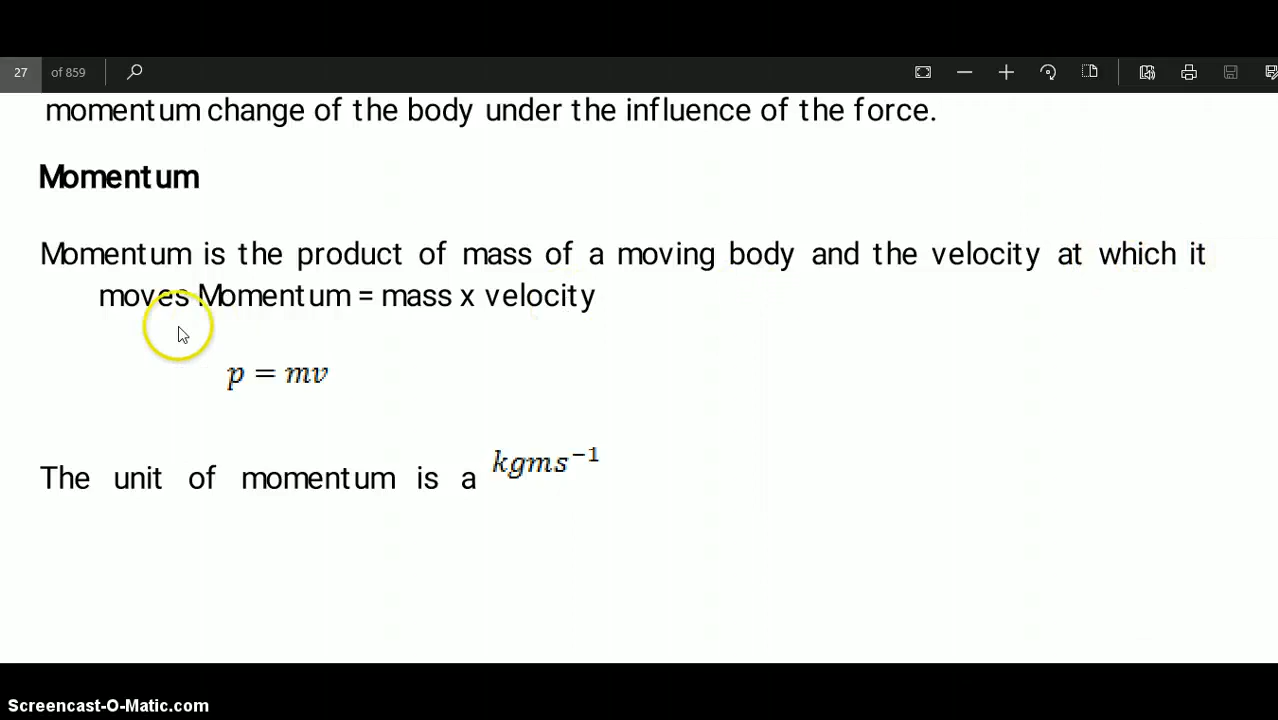 27 of 859
momentum change of the body under the influence of the force.
Momentum
Momentum is the product of mass of a moving body and the velocity at which it
moves Momentum = mass x velocity
p = mv
The unit of momentum is a kgms⁻¹
Screencast-O-Matic.com